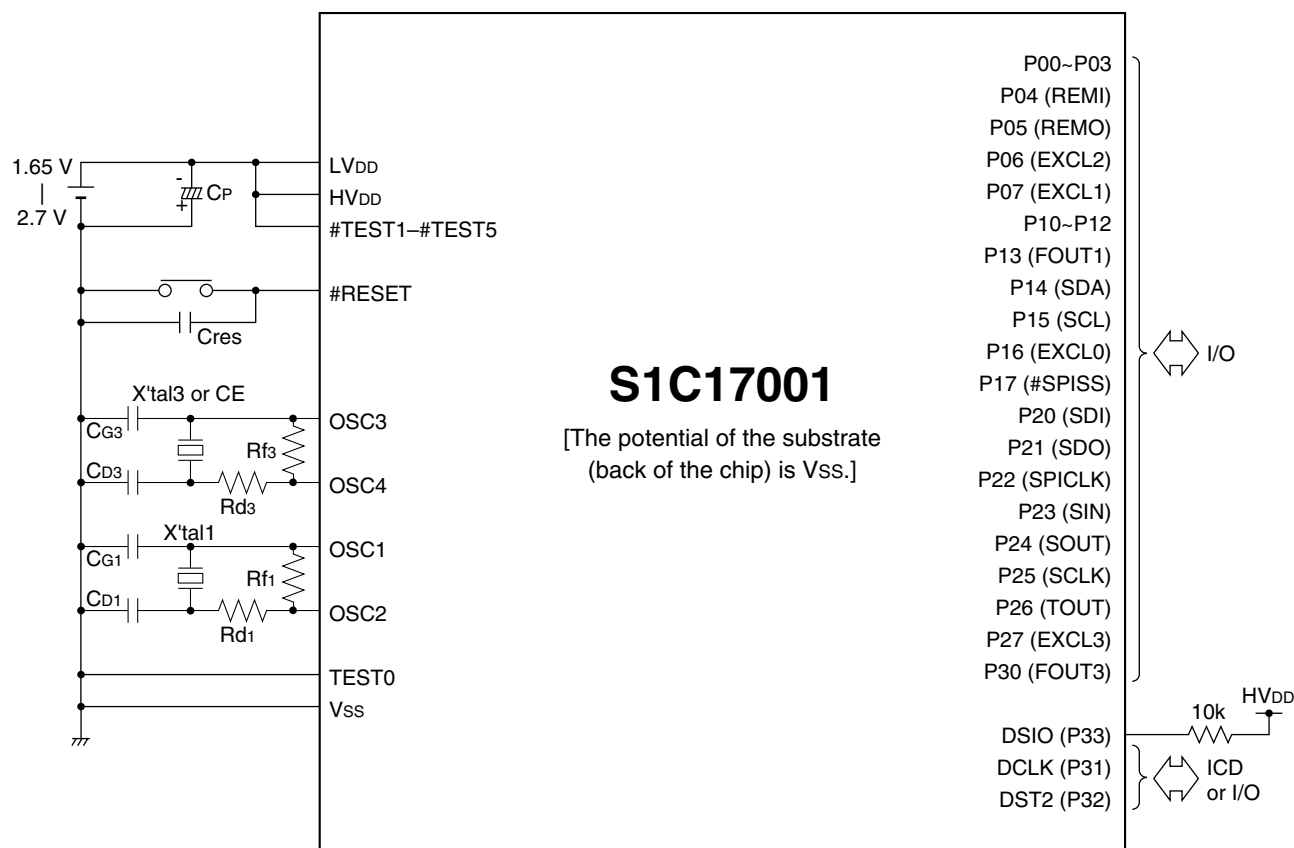 P00~P03
P04 (REMI)
P05 (REMO)
P06 (EXCL2)
P07 (EXCL1)
P10~P12
P13 (FOUT1)
P14 (SDA)
P15 (SCL)
P16 (EXCL0)
P17 (#SPISS)
P20 (SDI)
P21 (SDO)
P22 (SPICLK)
P23 (SIN)
P24 (SOUT)
P25 (SCLK)
P26 (TOUT)
P27 (EXCL3)
P30 (FOUT3)
I/O
DSIO (P33)
10k
HVDD
DCLK (P31)
DST2 (P32)
ICD
or I/O
1.65 V
|
2.7 V
-
+
CP
LVDD
HVDD
#TEST1–#TEST5
#RESET
Cres
X'tal3 or CE
CG3
CD3
Rf3
Rd3
OSC3
OSC4
X'tal1
CG1
CD1
Rf1
Rd1
OSC1
OSC2
TEST0
VSS
S1C17001
[The potential of the substrate
(back of the chip) is VSS.]